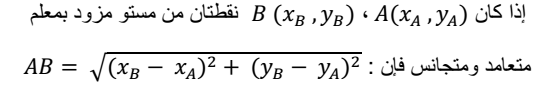 إذا كان A(x_A , y_A) ، B (x_B , y_B) نقطتان من مستو مزود بمعلم
متعامد ومتجانس فإن : AB = √((x_B − x_A)² + (y_B − y_A)²)